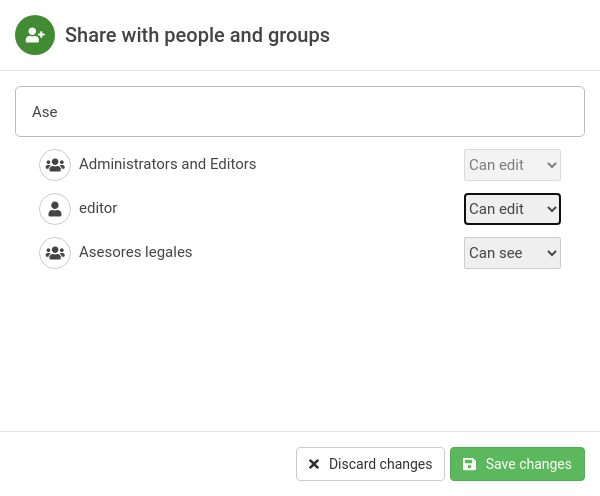 Share with people and groups
Ase
Administrators and Editors Can edit
editor Can edit
Asesores legales Can see
Discard changes Save changes